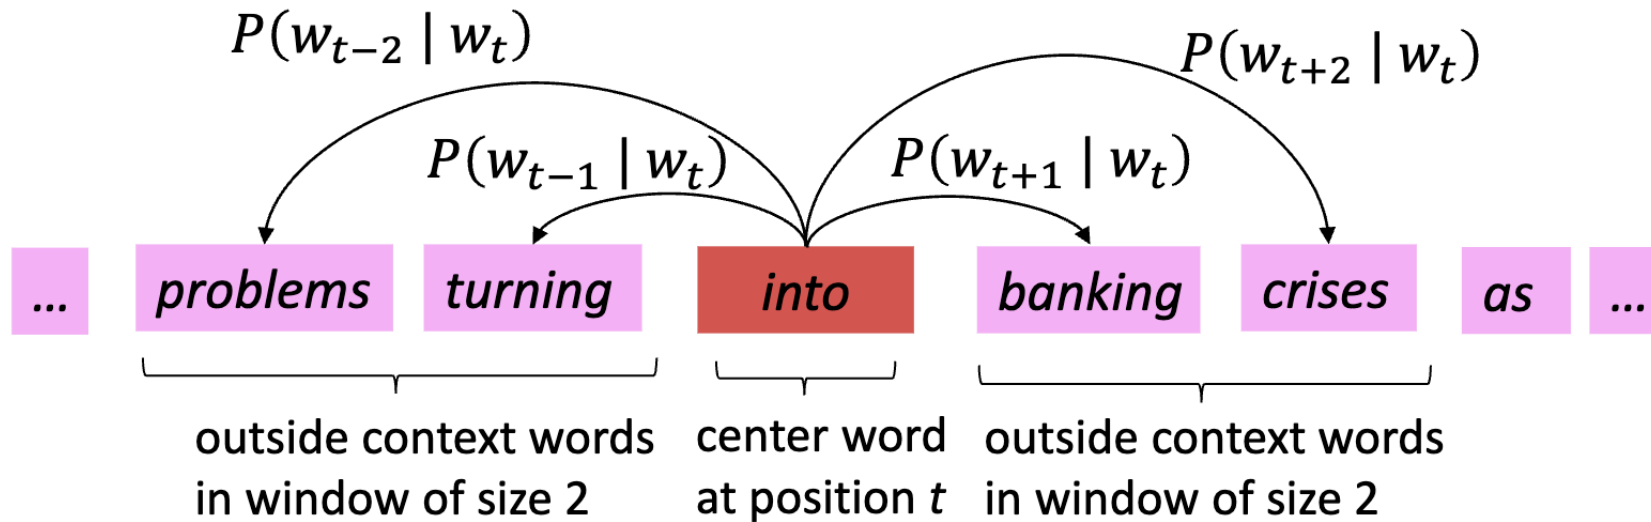 P(w_{t−2} | w_t)
P(w_{t+2} | w_t)
P(w_{t−1} | w_t)
P(w_{t+1} | w_t)
... problems turning into banking crises as ...
outside context words
in window of size 2
center word
at position t
outside context words
in window of size 2